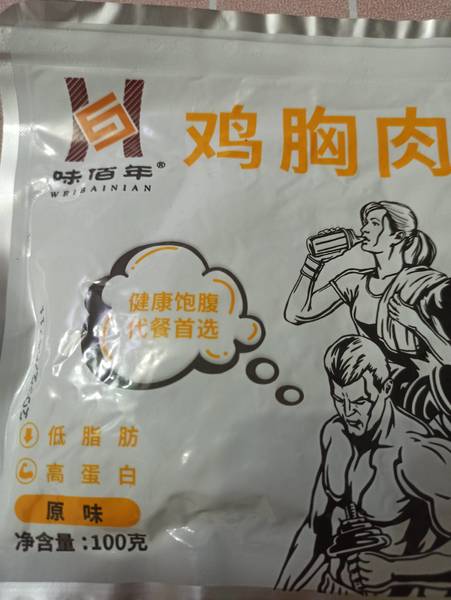 鸡胸肉
味佰年®
WEIBAINIAN
健康饱腹
代餐首选
低脂肪
高蛋白
原味
净含量:100克